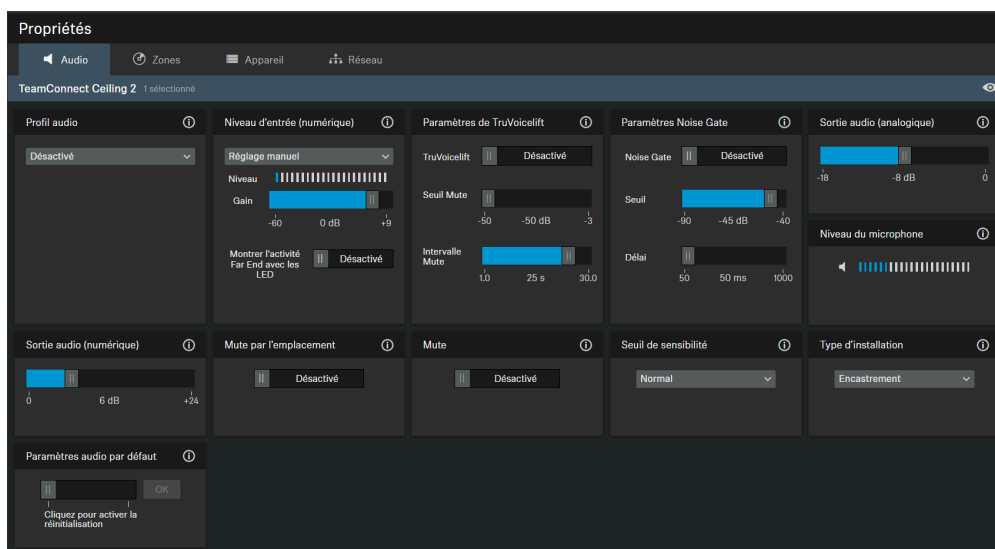 Propriétés
Audio
Zones
Appareil
Réseau
TeamConnect Ceiling 2 1 sélectionné
Profil audio
Désactivé
Niveau d'entrée (numérique)
Réglage manuel
Niveau
Gain
-60 0 dB +9
Montrer l'activité
Far End avec les
LED
Désactivé
Paramètres de TruVoicelift
TruVoicelift
Désactivé
Seuil Mute
-50 -50 dB -3
Intervalle
Mute
1.0 25 s 30.0
Paramètres Noise Gate
Noise Gate
Désactivé
Seuil
-90 -45 dB -40
Délai
50 50 ms 1000
Sortie audio (analogique)
-18 -8 dB 0
Niveau du microphone
Sortie audio (numérique)
0 6 dB +24
Mute par l'emplacement
Désactivé
Mute
Désactivé
Seuil de sensibilité
Normal
Type d'installation
Encastrement
Paramètres audio par défaut
OK
Cliquez pour activer la
réinitialisation